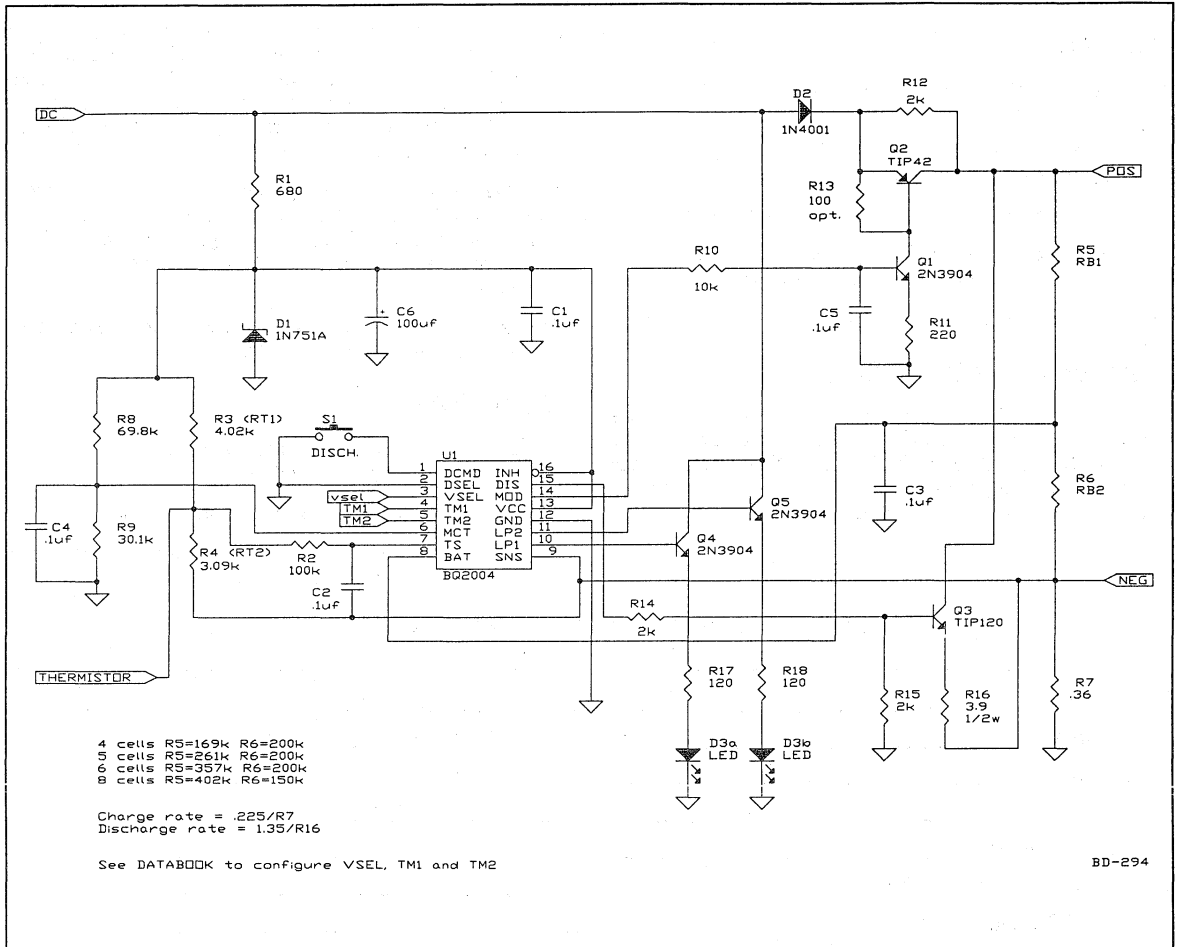 DC
D2
1N4001
R12
2k
Q2
TIP42
POS
R1
680
R13
100
opt.
R5
RB1
R10
10k
Q1
2N3904
C5
.1uf
R11
220
D1
1N751A
C6
100uf
+
C1
.1uf
R8
69.8k
R3 (RT1)
4.02k
S1
DISCH.
U1
1 DCMD INH 16
2 DSEL DIS 15
3 VSEL MOD 14
4 TM1 VCC 13
5 TM2 GND 12
6 MCT LP2 11
7 TS LP1 10
8 BAT SNS 9
BQ2004
vsel
TM1
TM2
C4
.1uf
R9
30.1k
R4 (RT2)
3.09k
R2
100k
C2
.1uf
Q5
2N3904
Q4
2N3904
C3
.1uf
R6
RB2
NEG
R14
2k
Q3
TIP120
THERMISTOR
R17
120
R18
120
R15
2k
R16
3.9
1/2w
R7
.36
D3a
LED
D3b
LED
4 cells R5=169k R6=200k
5 cells R5=261k R6=200k
6 cells R5=357k R6=200k
8 cells R5=402k R6=150k
Charge rate = .225/R7
Discharge rate = 1.35/R16
See DATABOOK to configure VSEL, TM1 and TM2
BD-294